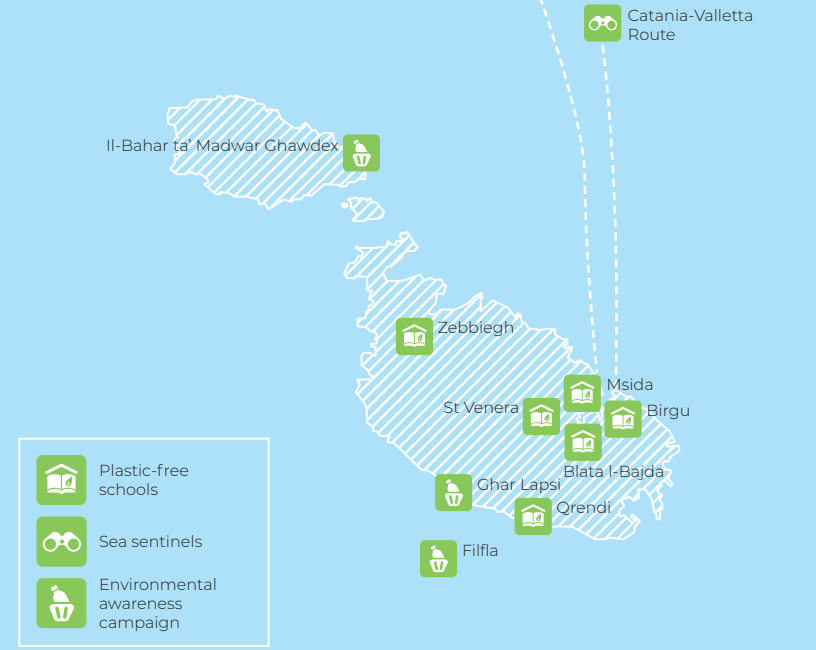 Catania-Valletta
Route
Il-Bahar ta' Madwar Ghawdex
Zebbiegh
Msida
St Venera
Birgu
Blata l-Bajda
Ghar Lapsi
Qrendi
Filfla
Plastic-free
schools
Sea sentinels
Environmental
awareness
campaign